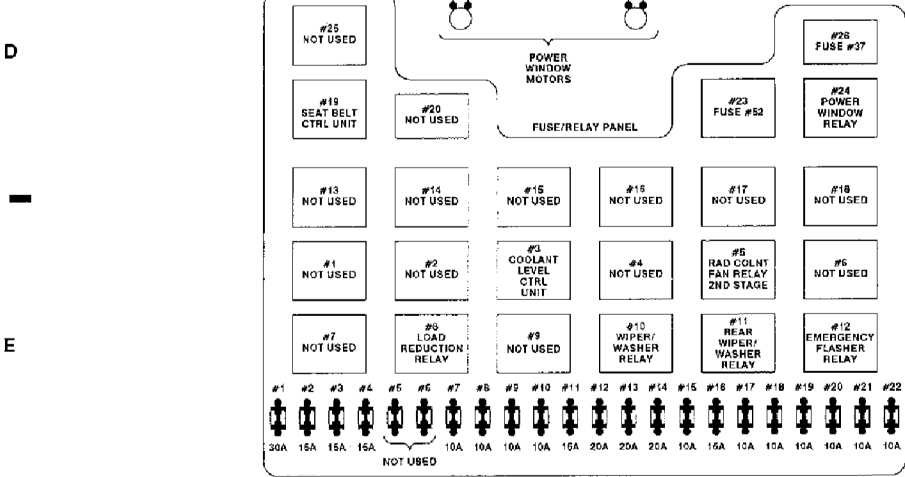 #25
NOT USED
POWER
WINDOW
MOTORS
#26
FUSE #37
D
#19
SEAT BELT
CTRL UNIT
#20
NOT USED
FUSE/RELAY PANEL
#23
FUSE #52
#24
POWER
WINDOW
RELAY
#13
NOT USED
#14
NOT USED
#15
NOT USED
#16
NOT USED
#17
NOT USED
#18
NOT USED
#1
NOT USED
#2
NOT USED
#3
COOLANT
LEVEL
CTRL
UNIT
#4
NOT USED
#5
RAD COLNT
FAN RELAY
2ND STAGE
#6
NOT USED
E
#7
NOT USED
#8
LOAD
REDUCTION
RELAY
#9
NOT USED
#10
WIPER/
WASHER
RELAY
#11
REAR
WIPER/
WASHER
RELAY
#12
EMERGENCY
FLASHER
RELAY
#1 #2 #3 #4 #5 #6 #7 #8 #9 #10 #11 #12 #13 #14 #15 #16 #17 #18 #19 #20 #21 #22
30A 15A 15A 15A 10A 10A 10A 10A 15A 20A 20A 20A 10A 15A 10A 10A 10A 10A 10A 10A
NOT USED